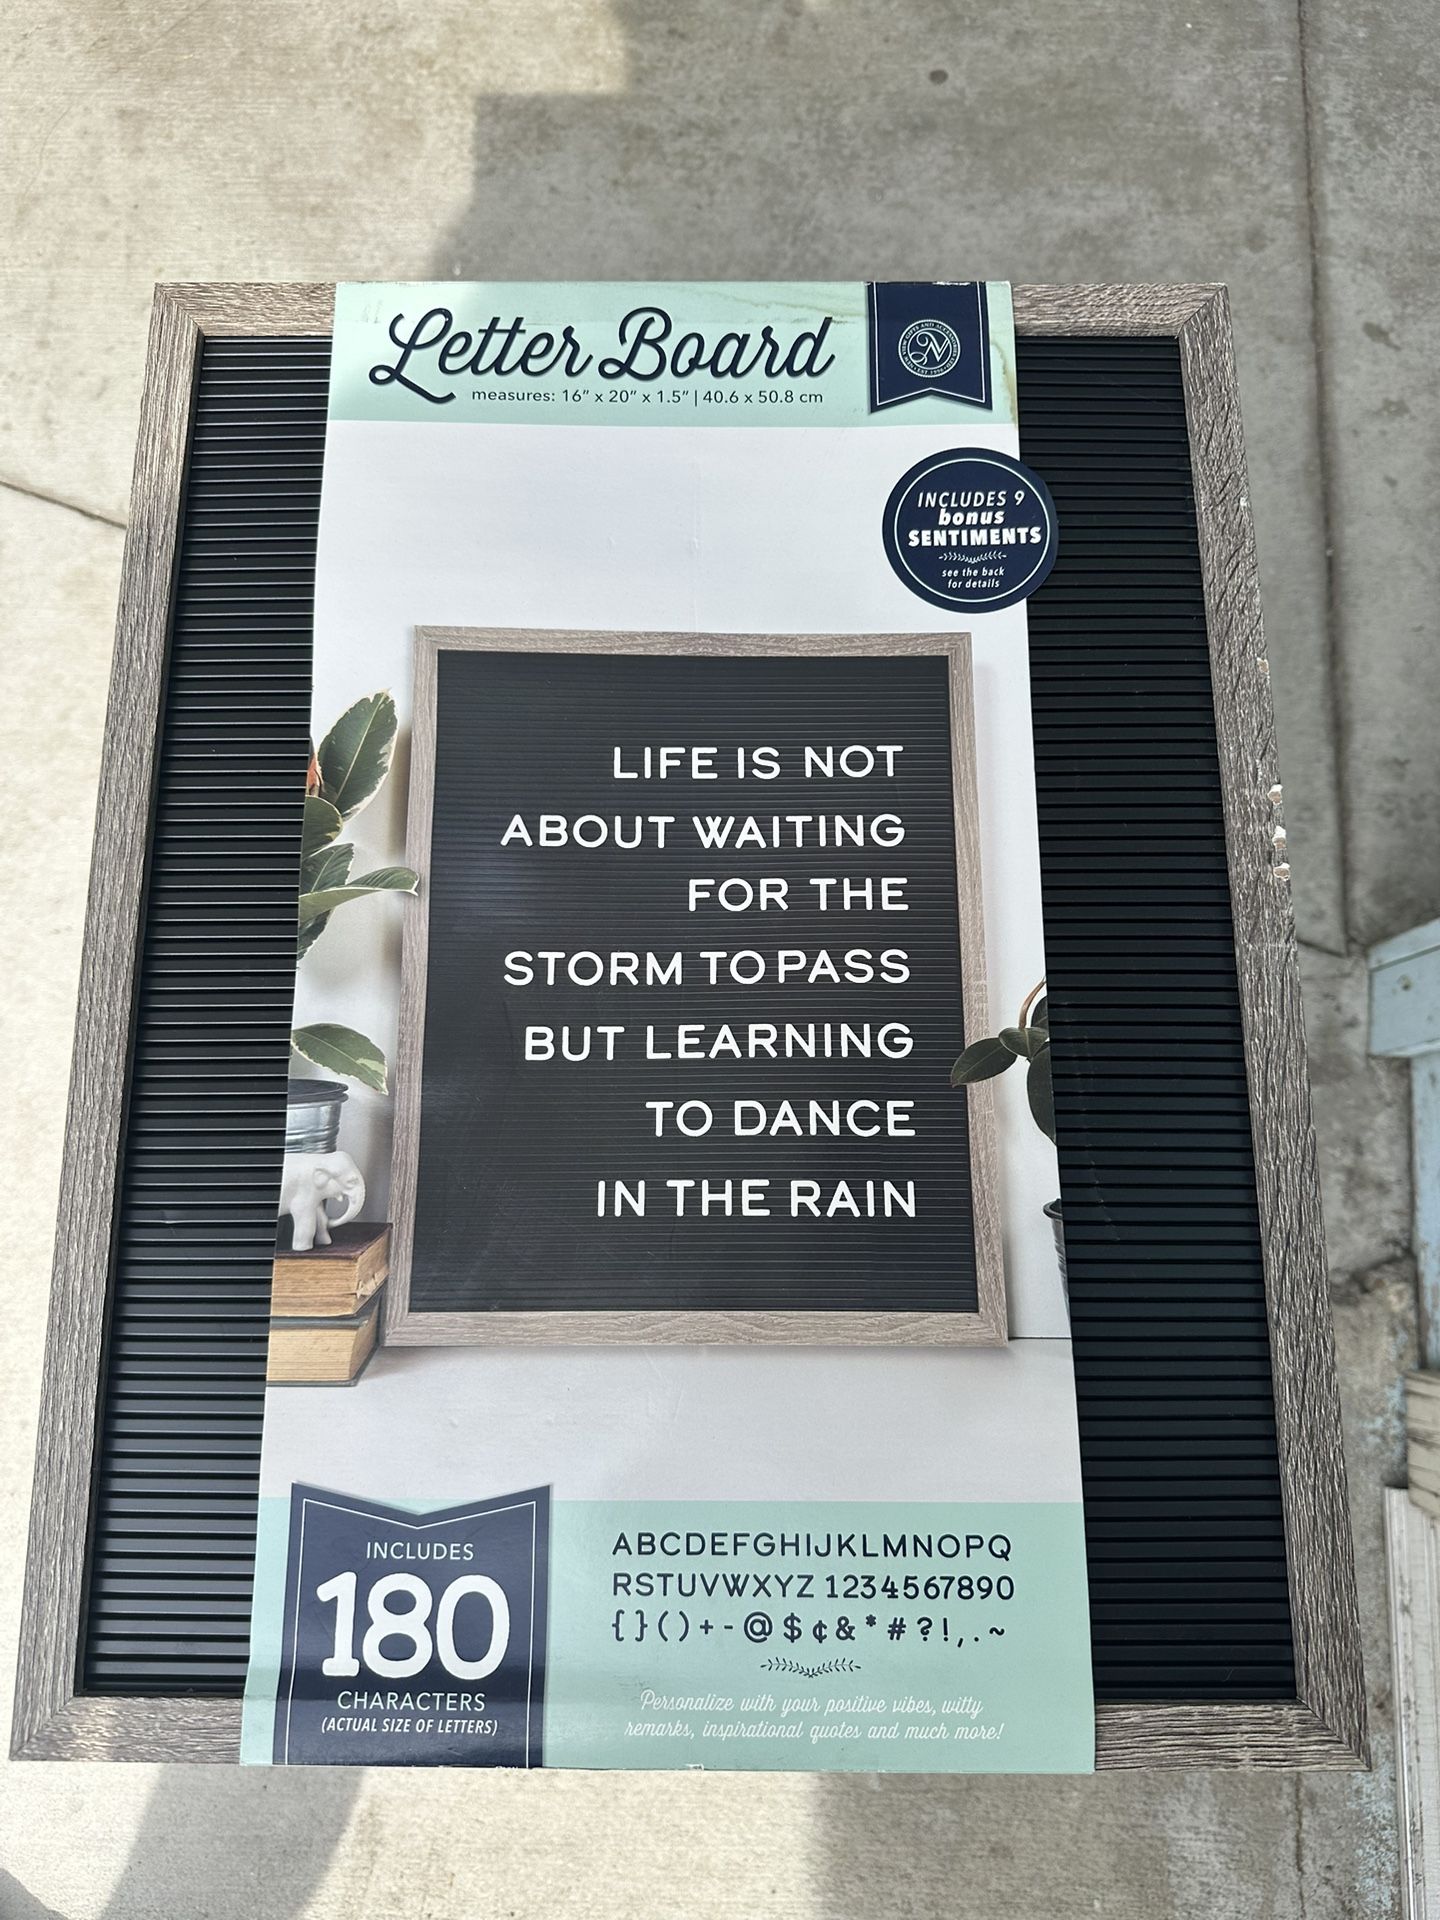 Letter Board
measures: 16" x 20" x 1.5" | 40.6 x 50.8 cm
N
INCLUDES 9
bonus
SENTIMENTS
see the back
for details
LIFE IS NOT
ABOUT WAITING
FOR THE
STORM TO PASS
BUT LEARNING
TO DANCE
IN THE RAIN
INCLUDES
180
CHARACTERS
(ACTUAL SIZE OF LETTERS)
ABCDEFGHIJKLMNOPQ
RSTUVWXYZ 1234567890
{}()+-@$¢&*#?!,.~
Personalize with your positive vibes, witty
remarks, inspirational quotes and much more!